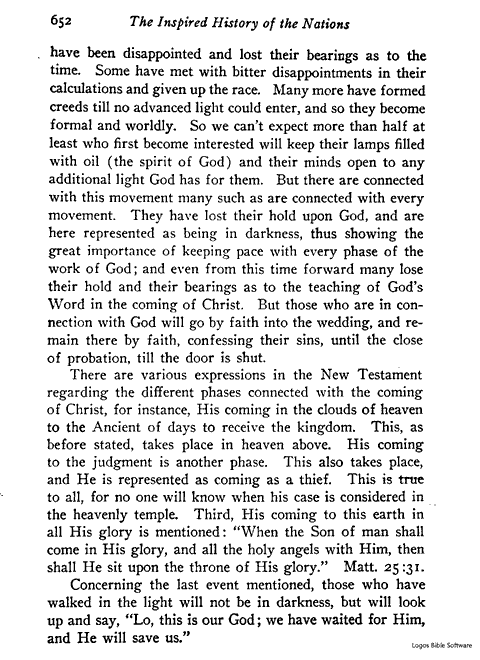 652 The Inspired History of the Nations
have been disappointed and lost their bearings as to the
time. Some have met with bitter disappointments in their
calculations and given up the race. Many more have formed
creeds till no advanced light could enter, and so they become
formal and worldly. So we can't expect more than half at
least who first become interested will keep their lamps filled
with oil (the spirit of God) and their minds open to any
additional light God has for them. But there are connected
with this movement many such as are connected with every
movement. They have lost their hold upon God, and are
here represented as being in darkness, thus showing the
great importance of keeping pace with every phase of the
work of God; and even from this time forward many lose
their hold and their bearings as to the teaching of God's
Word in the coming of Christ. But those who are in con-
nection with God will go by faith into the wedding, and re-
main there by faith, confessing their sins, until the close
of probation, till the door is shut.
There are various expressions in the New Testament
regarding the different phases connected with the coming
of Christ, for instance, His coming in the clouds of heaven
to the Ancient of days to receive the kingdom. This, as
before stated, takes place in heaven above. His coming
to the judgment is another phase. This also takes place,
and He is represented as coming as a thief. This is true
to all, for no one will know when his case is considered in
the heavenly temple. Third, His coming to this earth in
all His glory is mentioned: "When the Son of man shall
come in His glory, and all the holy angels with Him, then
shall He sit upon the throne of His glory." Matt. 25:31.
Concerning the last event mentioned, those who have
walked in the light will not be in darkness, but will look
up and say, "Lo, this is our God; we have waited for Him,
and He will save us."
Logos Bible Software